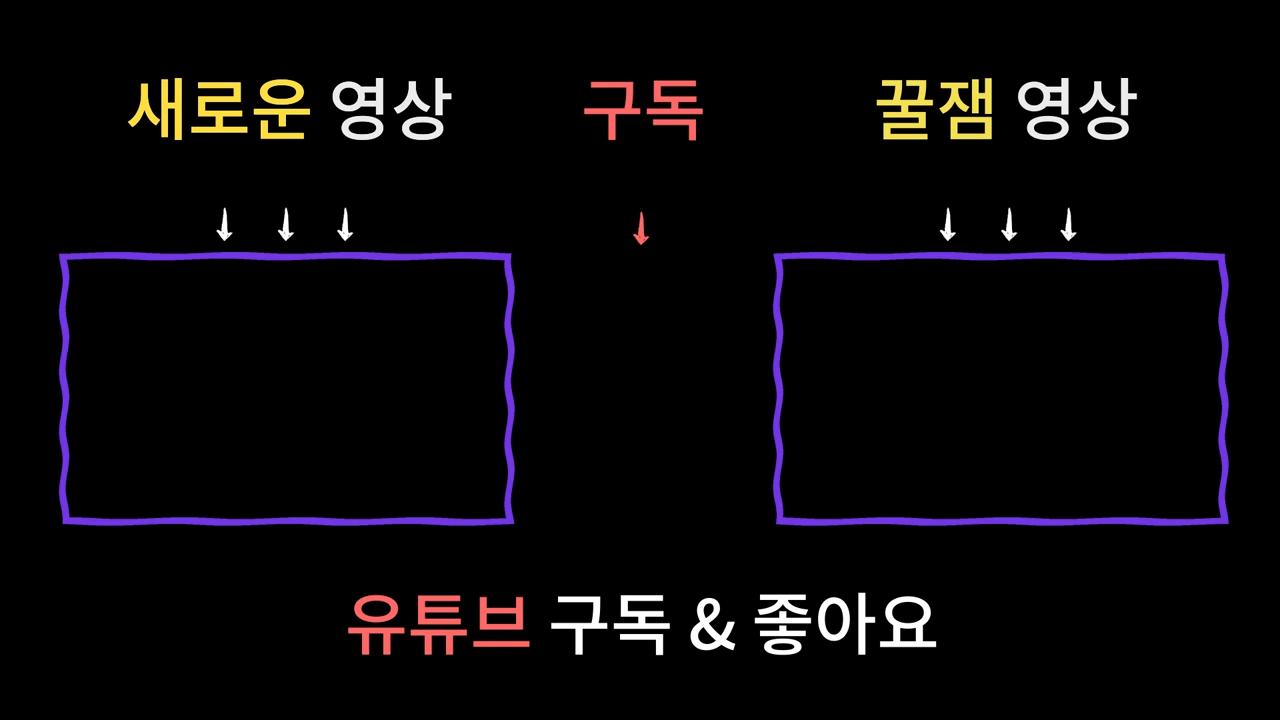 새로운 영상
구독
꿀잼 영상
유튜브 구독 & 좋아요